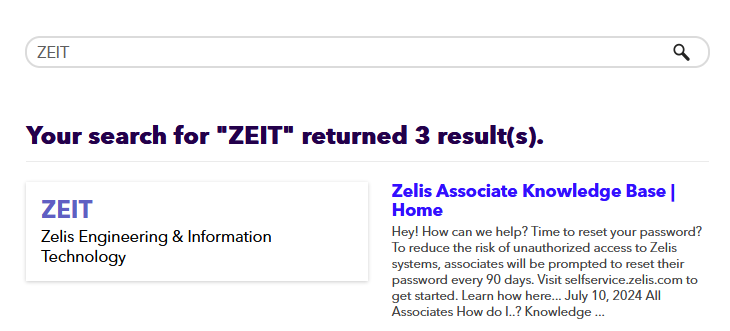 ZEIT
Your search for "ZEIT" returned 3 result(s).
ZEIT
Zelis Engineering & Information
Technology
Zelis Associate Knowledge Base |
Home
Hey! How can we help? Time to reset your password?
To reduce the risk of unauthorized access to Zelis
systems, associates will be prompted to reset their
password every 90 days. Visit selfservice.zelis.com to
get started. Learn how here... July 10, 2024 All
Associates How do I..? Knowledge ...